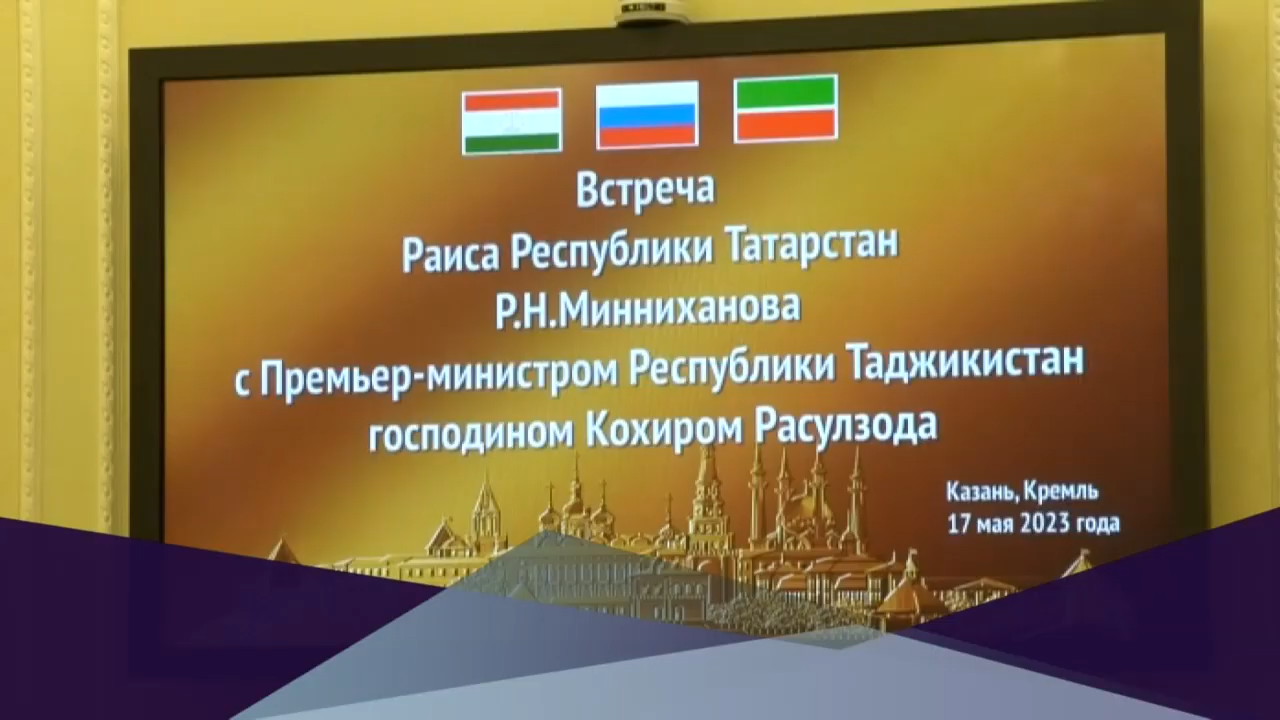 Встреча
Раиса Республики Татарстан
Р.Н.Минниханова
с Премьер-министром Республики Таджикистан
господином Кохиром Расулзода
Казань, Кремль
17 мая 2023 года